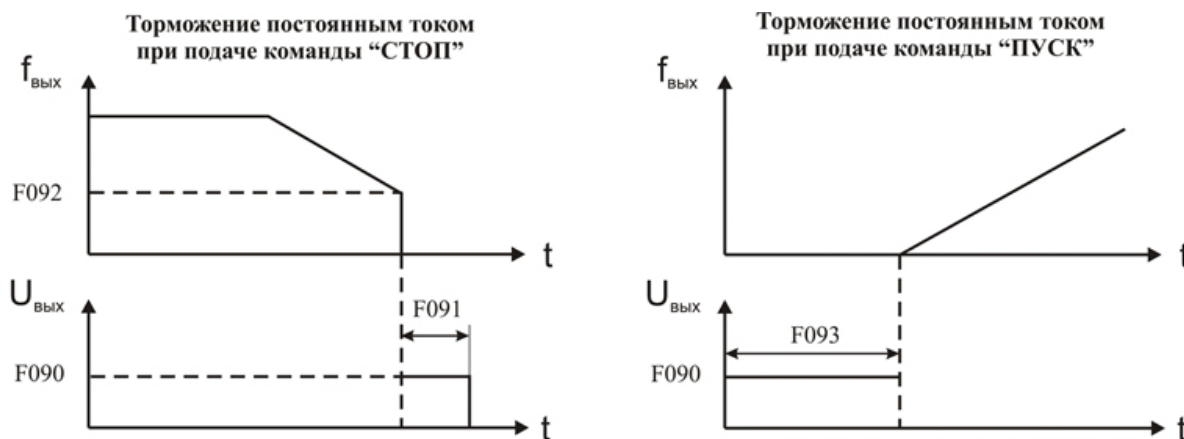 Торможение постоянным током
при подаче команды “СТОП”
fвых
F092
t
Uвых
F091
F090
t
Торможение постоянным током
при подаче команды “ПУСК”
fвых
t
Uвых
F093
F090
t